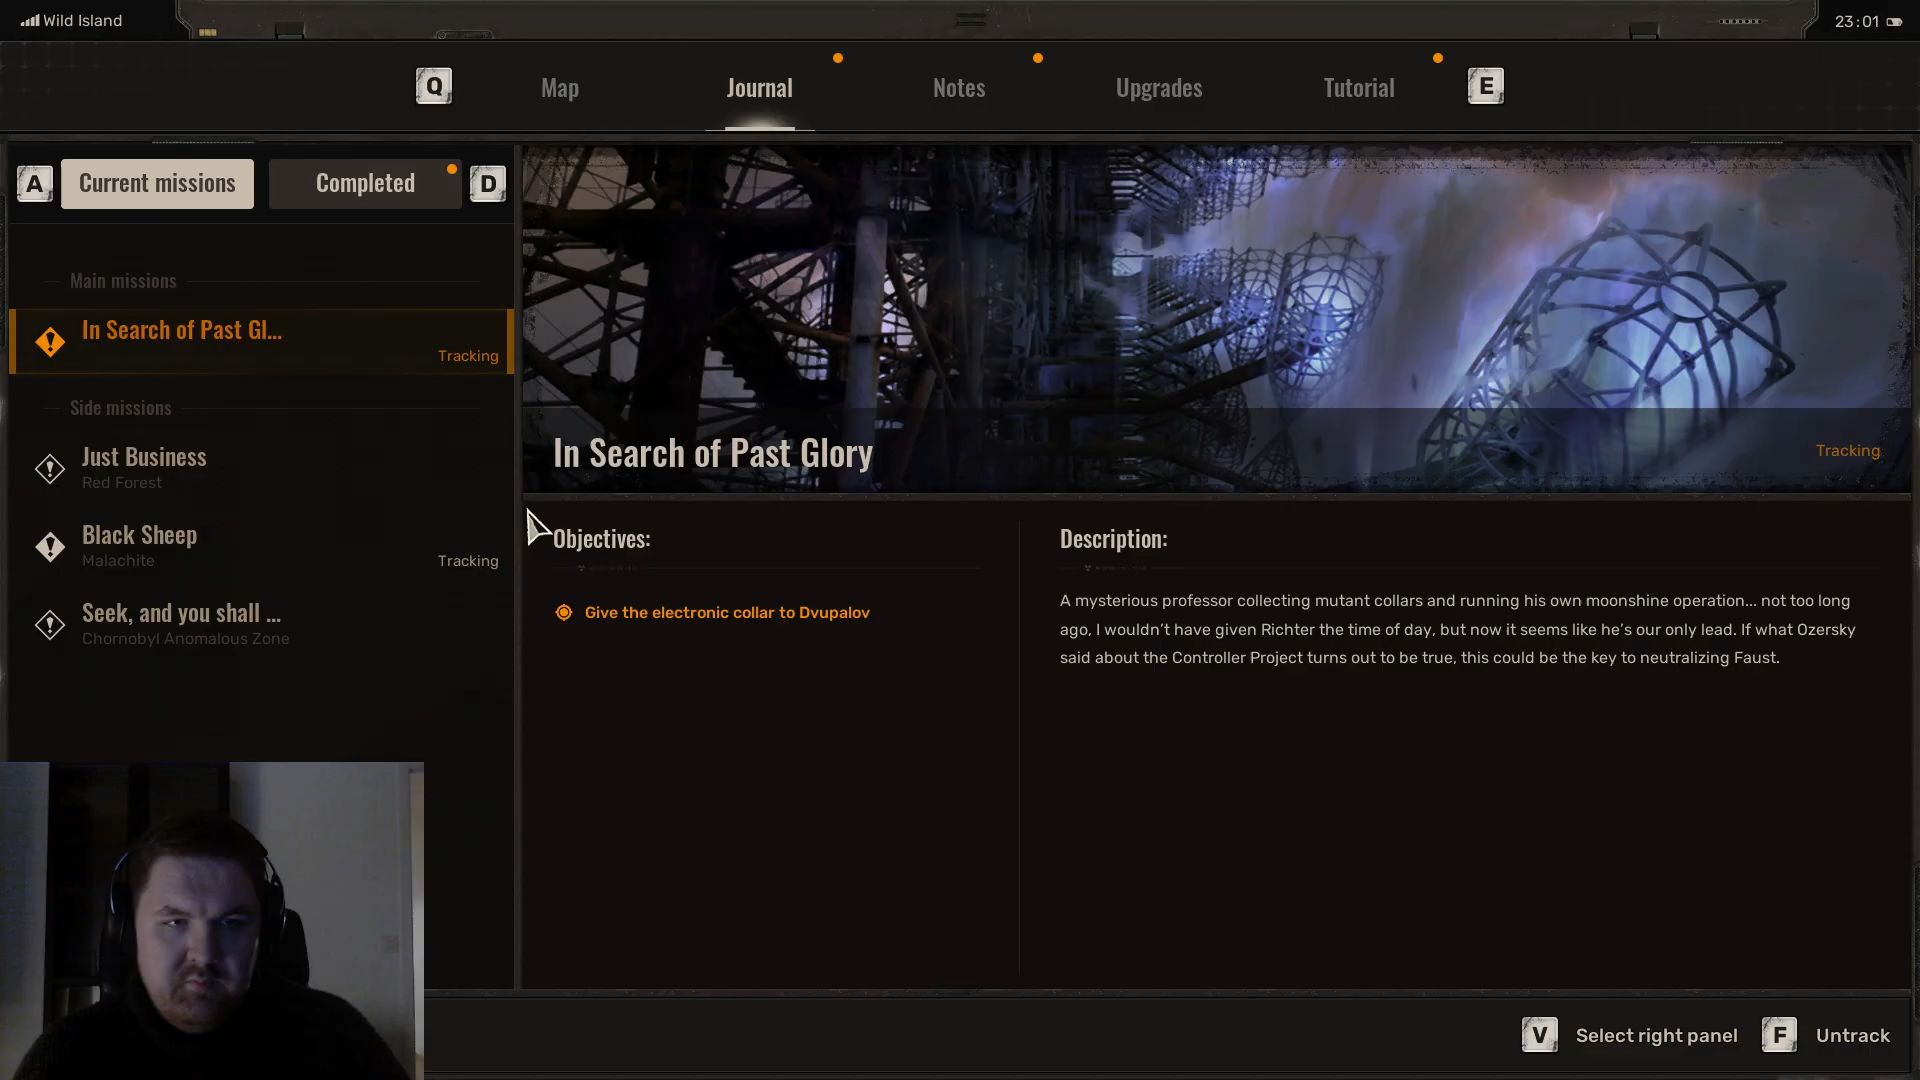 Wild Island
23:01
Q
Map
Journal
Notes
Upgrades
Tutorial
E
A
Current missions
Completed
D
Main missions
In Search of Past Gl...
Tracking
Side missions
Just Business
Red Forest
Black Sheep
Malachite
Tracking
Seek, and you shall ...
Chornobyl Anomalous Zone
In Search of Past Glory
Tracking
Objectives:
Give the electronic collar to Dvupalov
Description:
A mysterious professor collecting mutant collars and running his own moonshine operation... not too long
ago, I wouldn't have given Richter the time of day, but now it seems like he's our only lead. If what Ozersky
said about the Controller Project turns out to be true, this could be the key to neutralizing Faust.
V
Select right panel
F
Untrack